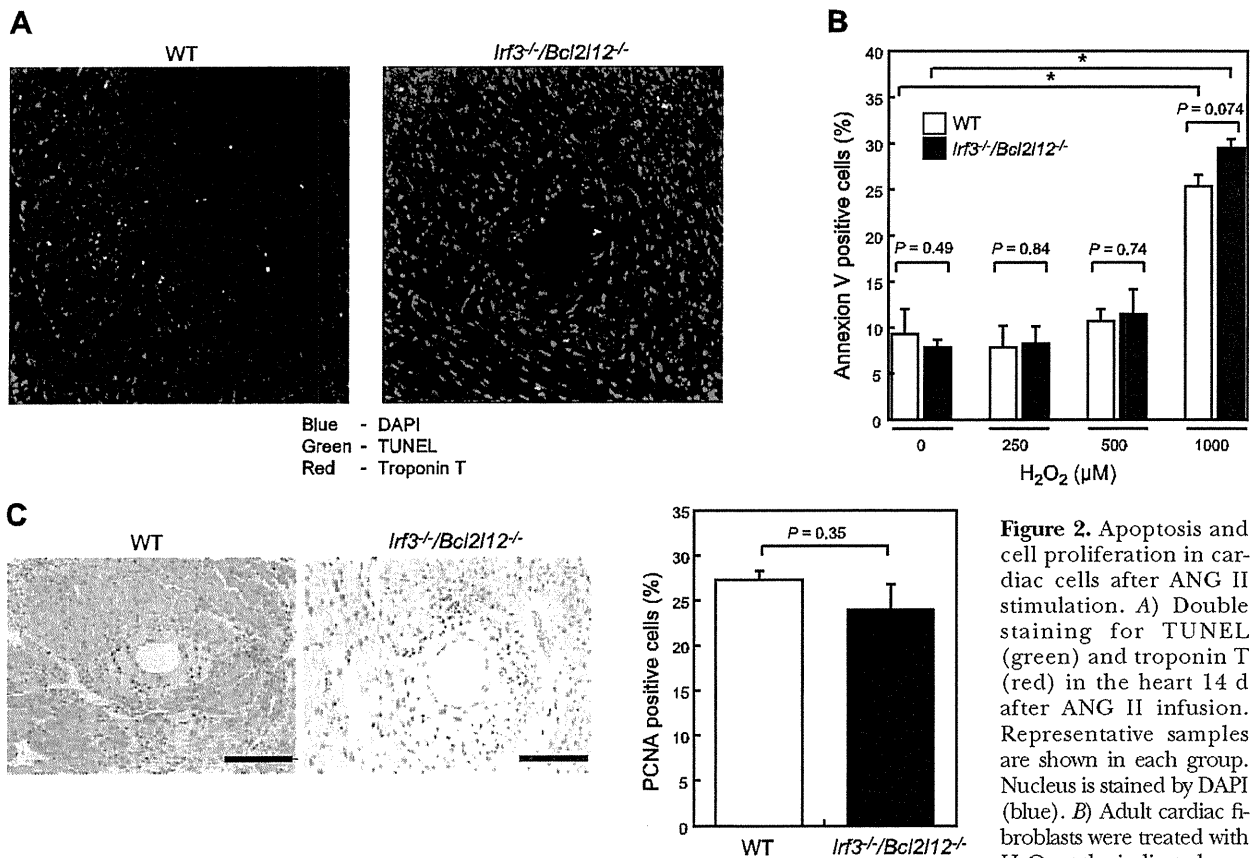 A
WT
Irf3-/-/Bcl2l12-/-
Blue - DAPI
Green - TUNEL
Red - Troponin T
B
Annexion V positive cells (%)
40
35
30
25
20
15
10
5
0
WT
Irf3-/-/Bcl2l12-/-
*
*
P = 0.49
P = 0.84
P = 0.74
P = 0.074
0
250
500
1000
H2O2 (µM)
C
WT
Irf3-/-/Bcl2l12-/-
PCNA positive cells (%)
35
30
25
20
15
10
5
0
P = 0.35
WT
Irf3-/-/Bcl2l12-/-
Figure 2. Apoptosis and
cell proliferation in car-
diac cells after ANG II
stimulation. A) Double
staining for TUNEL
(green) and troponin T
(red) in the heart 14 d
after ANG II infusion.
Representative samples
are shown in each group.
Nucleus is stained by DAPI
(blue). B) Adult cardiac fi-
broblasts were treated with